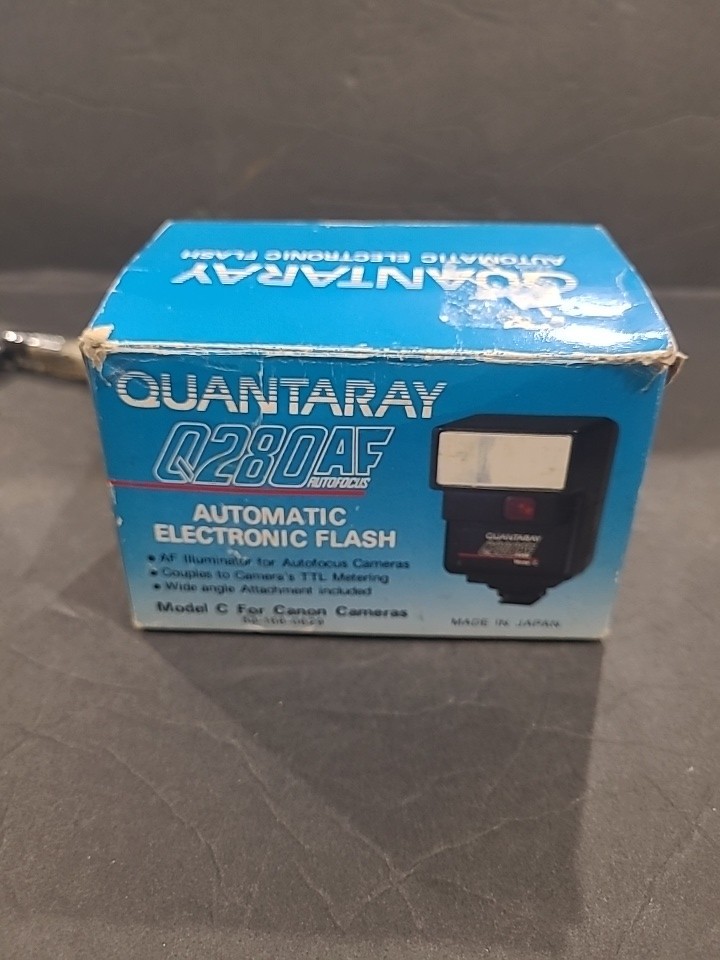 QUANTARAY
AUTOMATIC ELECTRONIC FLASH
QUANTARAY
Q280AF
AUTOFOCUS
AUTOMATIC
ELECTRONIC FLASH
• AF Illuminator for Autofocus Cameras
• Couples to Camera's TTL Metering
• Wide angle Attachment included
Model C For Canon Cameras
MADE IN JAPAN
QUANTARAY